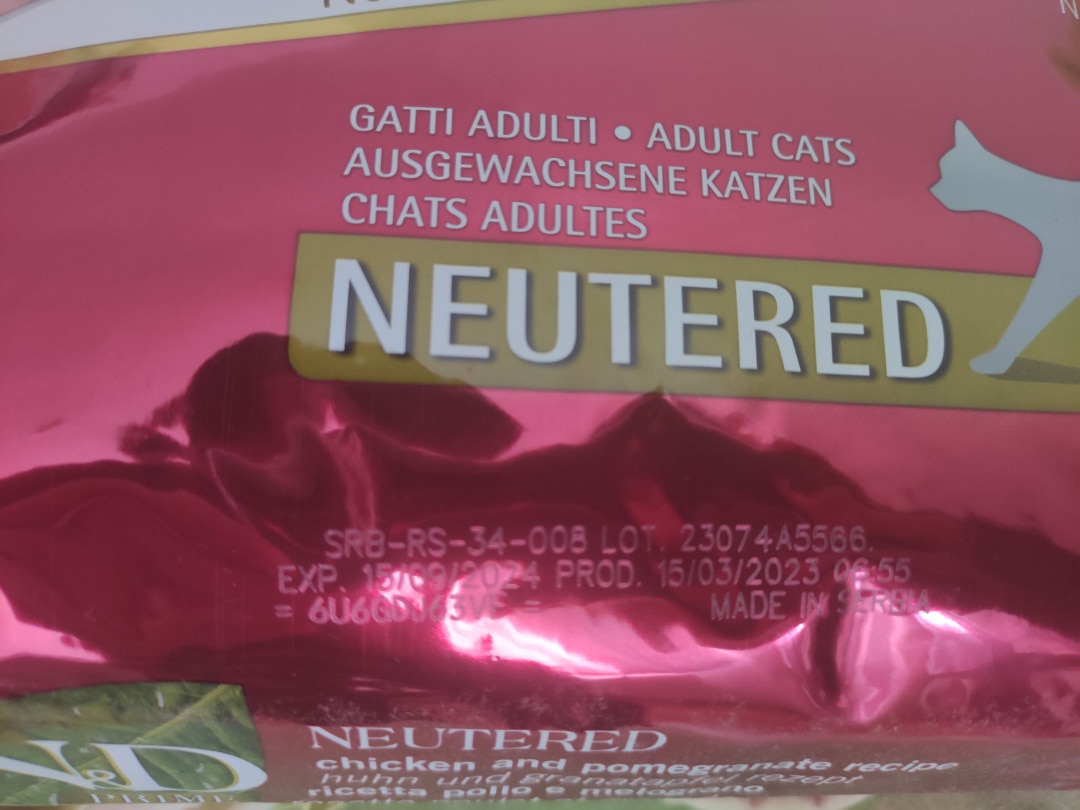 GATTI ADULTI • ADULT CATS
AUSGEWACHSENE KATZEN
CHATS ADULTES
NEUTERED
SRB-RS-34-008 LOT. 23074A5566.
EXP. 15/09/2024 PROD. 15/03/2023 06:55
MADE IN SERBIA
N&D
PRIME
NEUTERED
chicken and pomegranate recipe
huhn und granatapfel rezept
ricetta pollo e melograno